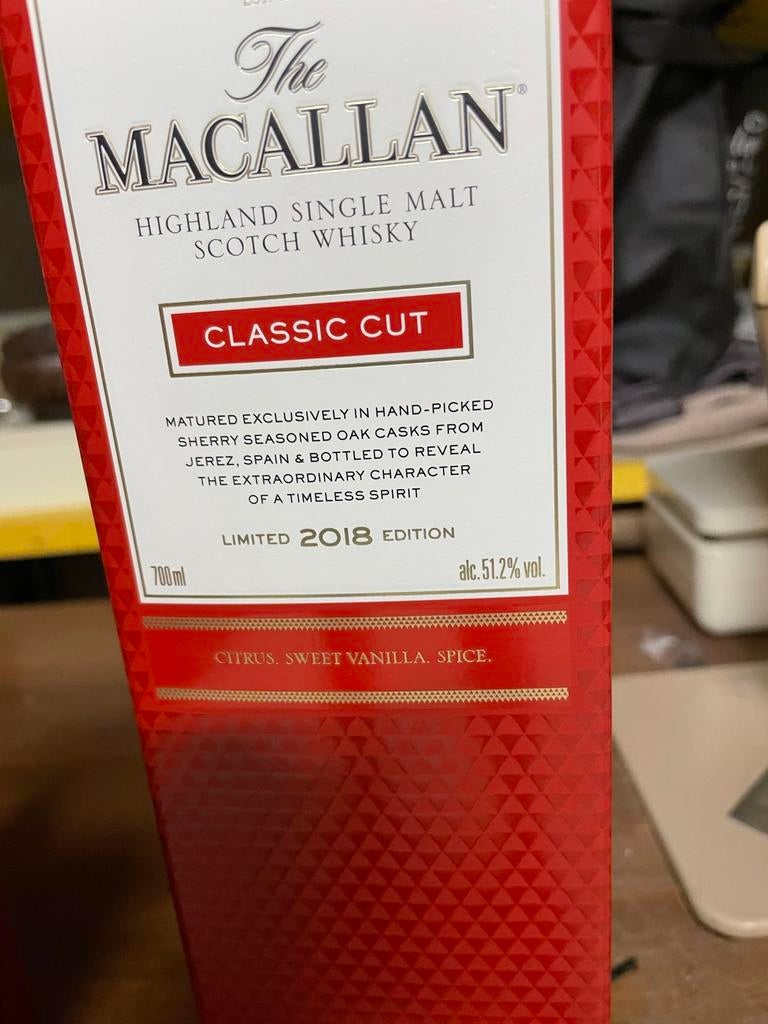 The
MACALLAN®
HIGHLAND SINGLE MALT
SCOTCH WHISKY
CLASSIC CUT
MATURED EXCLUSIVELY IN HAND-PICKED
SHERRY SEASONED OAK CASKS FROM
JEREZ, SPAIN & BOTTLED TO REVEAL
THE EXTRAORDINARY CHARACTER
OF A TIMELESS SPIRIT
LIMITED 2018 EDITION
700ml
alc. 51.2% vol.
CITRUS. SWEET VANILLA. SPICE.